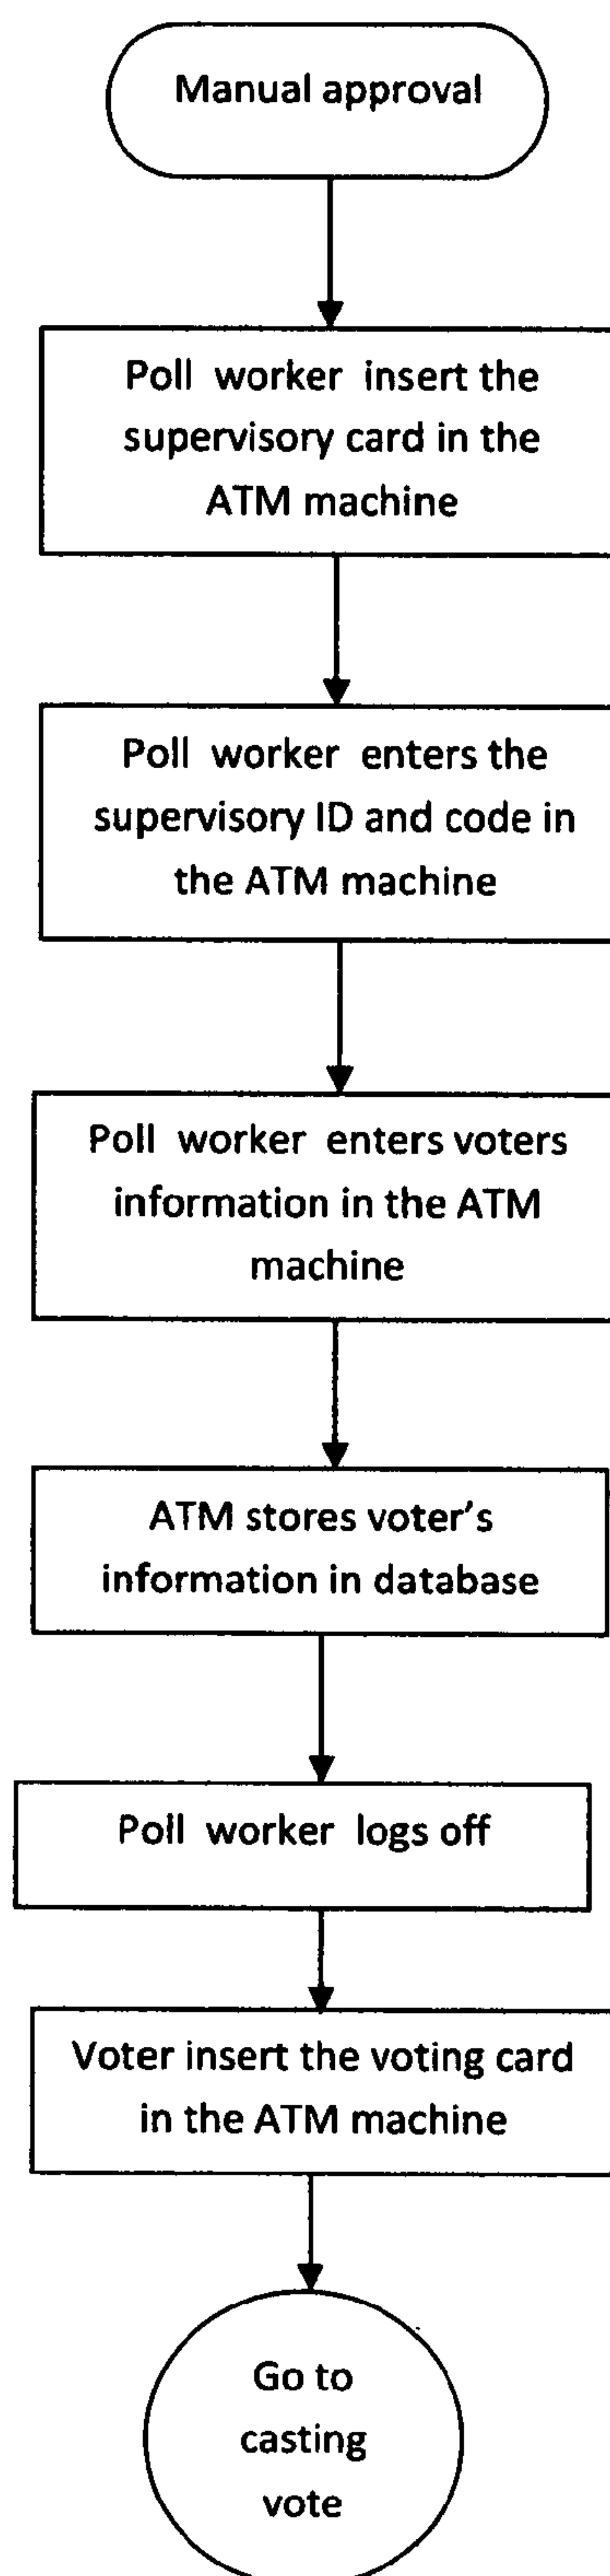 Manual approval
Poll worker insert the
supervisory card in the
ATM machine
Poll worker enters the
supervisory ID and code in
the ATM machine
Poll worker enters voters
information in the ATM
machine
ATM stores voter's
information in database
Poll worker logs off
Voter insert the voting card
in the ATM machine
Go to
casting
vote